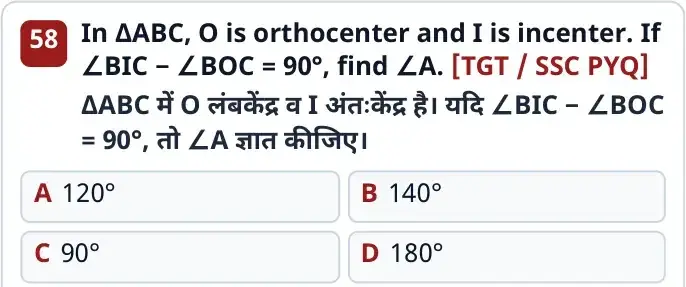 58 In ΔABC, O is orthocenter and I is incenter. If
∠BIC − ∠BOC = 90°, find ∠A. [TGT / SSC PYQ]
ΔABC में O लंबकेंद्र व I अंतःकेंद्र है। यदि ∠BIC − ∠BOC
= 90°, तो ∠A ज्ञात कीजिए।
A 120°
B 140°
C 90°
D 180°